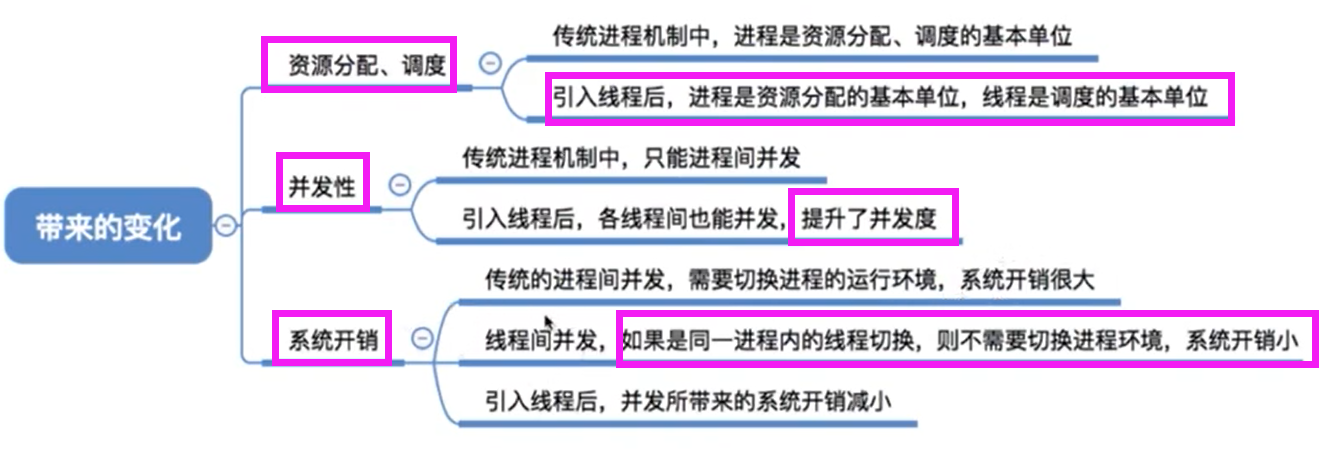 带来的变化
资源分配、调度
传统进程机制中，进程是资源分配、调度的基本单位
引入线程后，进程是资源分配的基本单位，线程是调度的基本单位
并发性
传统进程机制中，只能进程间并发
引入线程后，各线程间也能并发，提升了并发度
系统开销
传统的进程间并发，需要切换进程的运行环境，系统开销很大
线程间并发，如果是同一进程内的线程切换，则不需要切换进程环境，系统开销小
引入线程后，并发所带来的系统开销减小